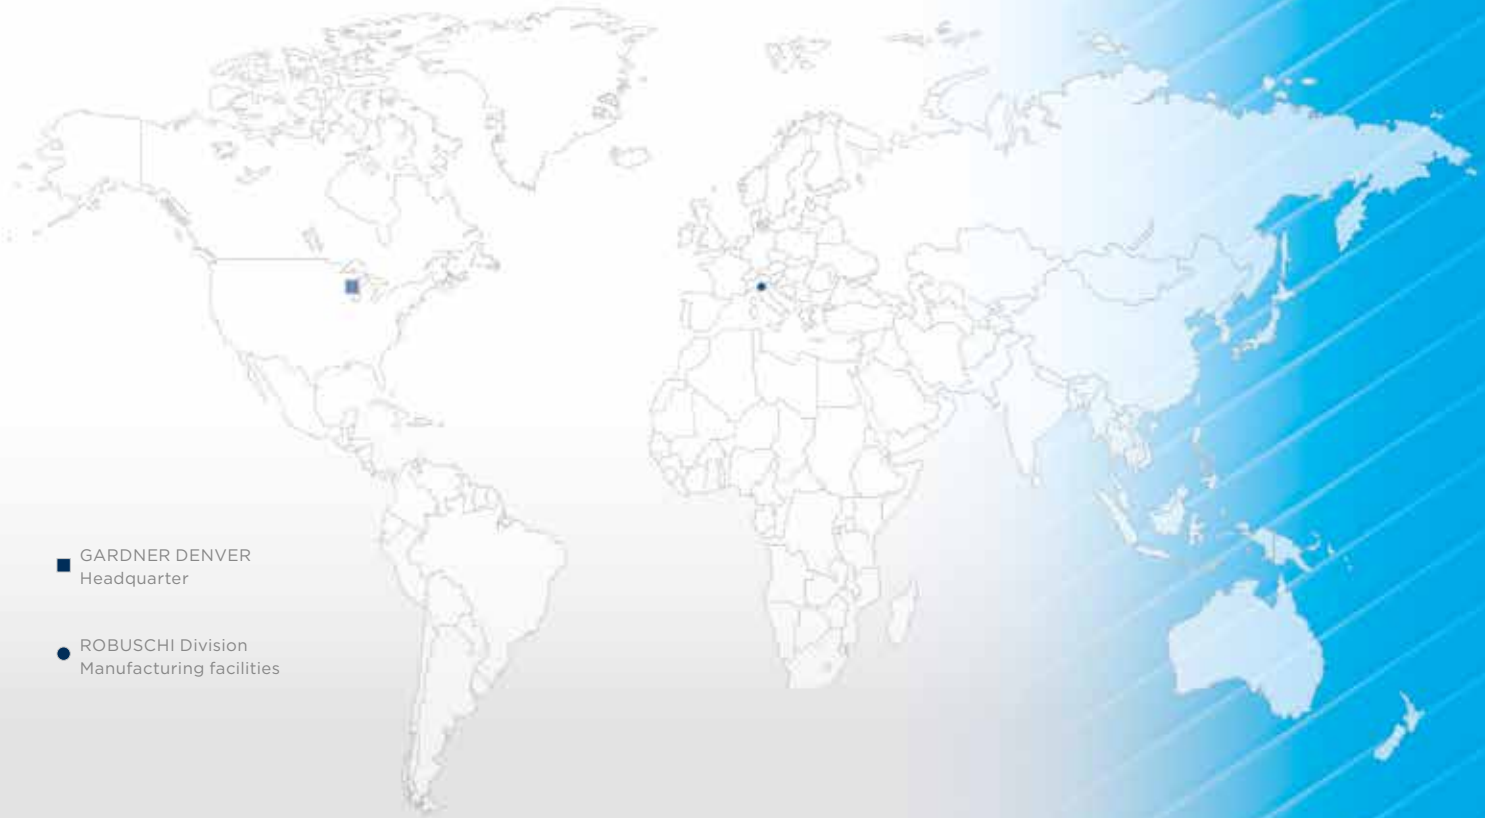 GARDNER DENVER
Headquarter
ROBUSCHI Division
Manufacturing facilities